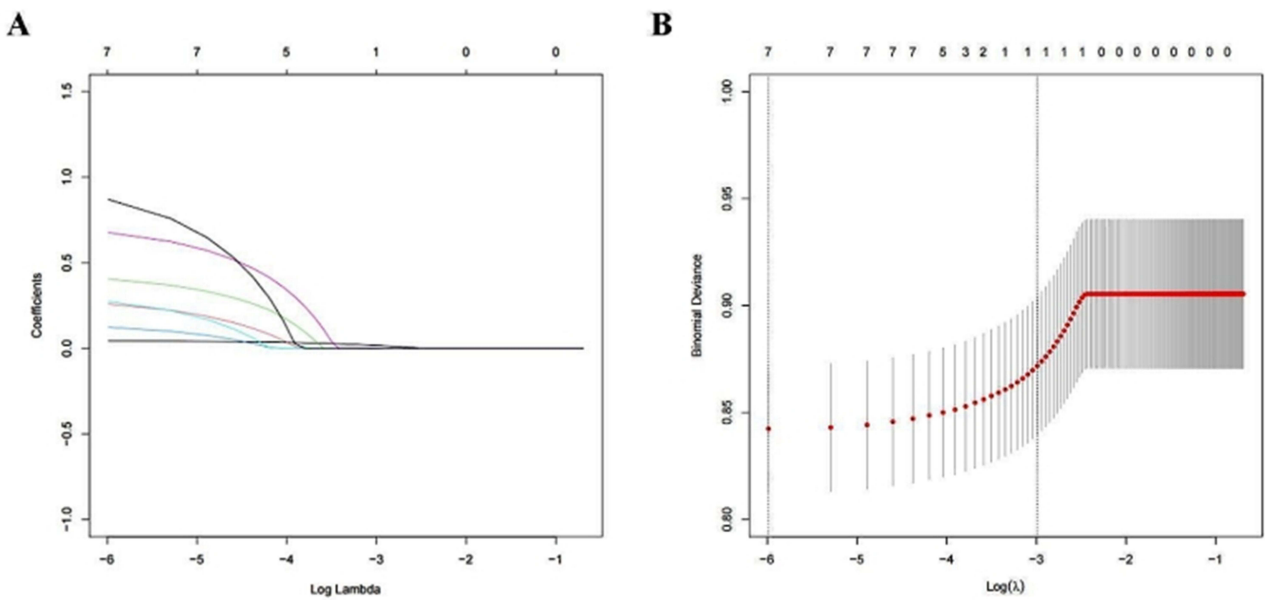 A
7 7 5 1 0 0
1.5
1.0
0.5
0.0
−0.5
−1.0
Coefficients
−6 −5 −4 −3 −2 −1
Log Lambda
B
7 7 7 7 7 5 3 2 1 1 1 1 1 0 0 0 0 0 0 0 0
1.00
0.95
0.90
0.85
0.80
Binomial Deviance
−6 −5 −4 −3 −2 −1
Log(λ)